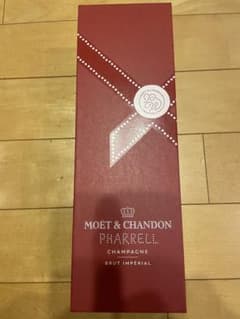 MOËT & CHANDON
PHARRELL
CHAMPAGNE
BRUT IMPÉRIAL